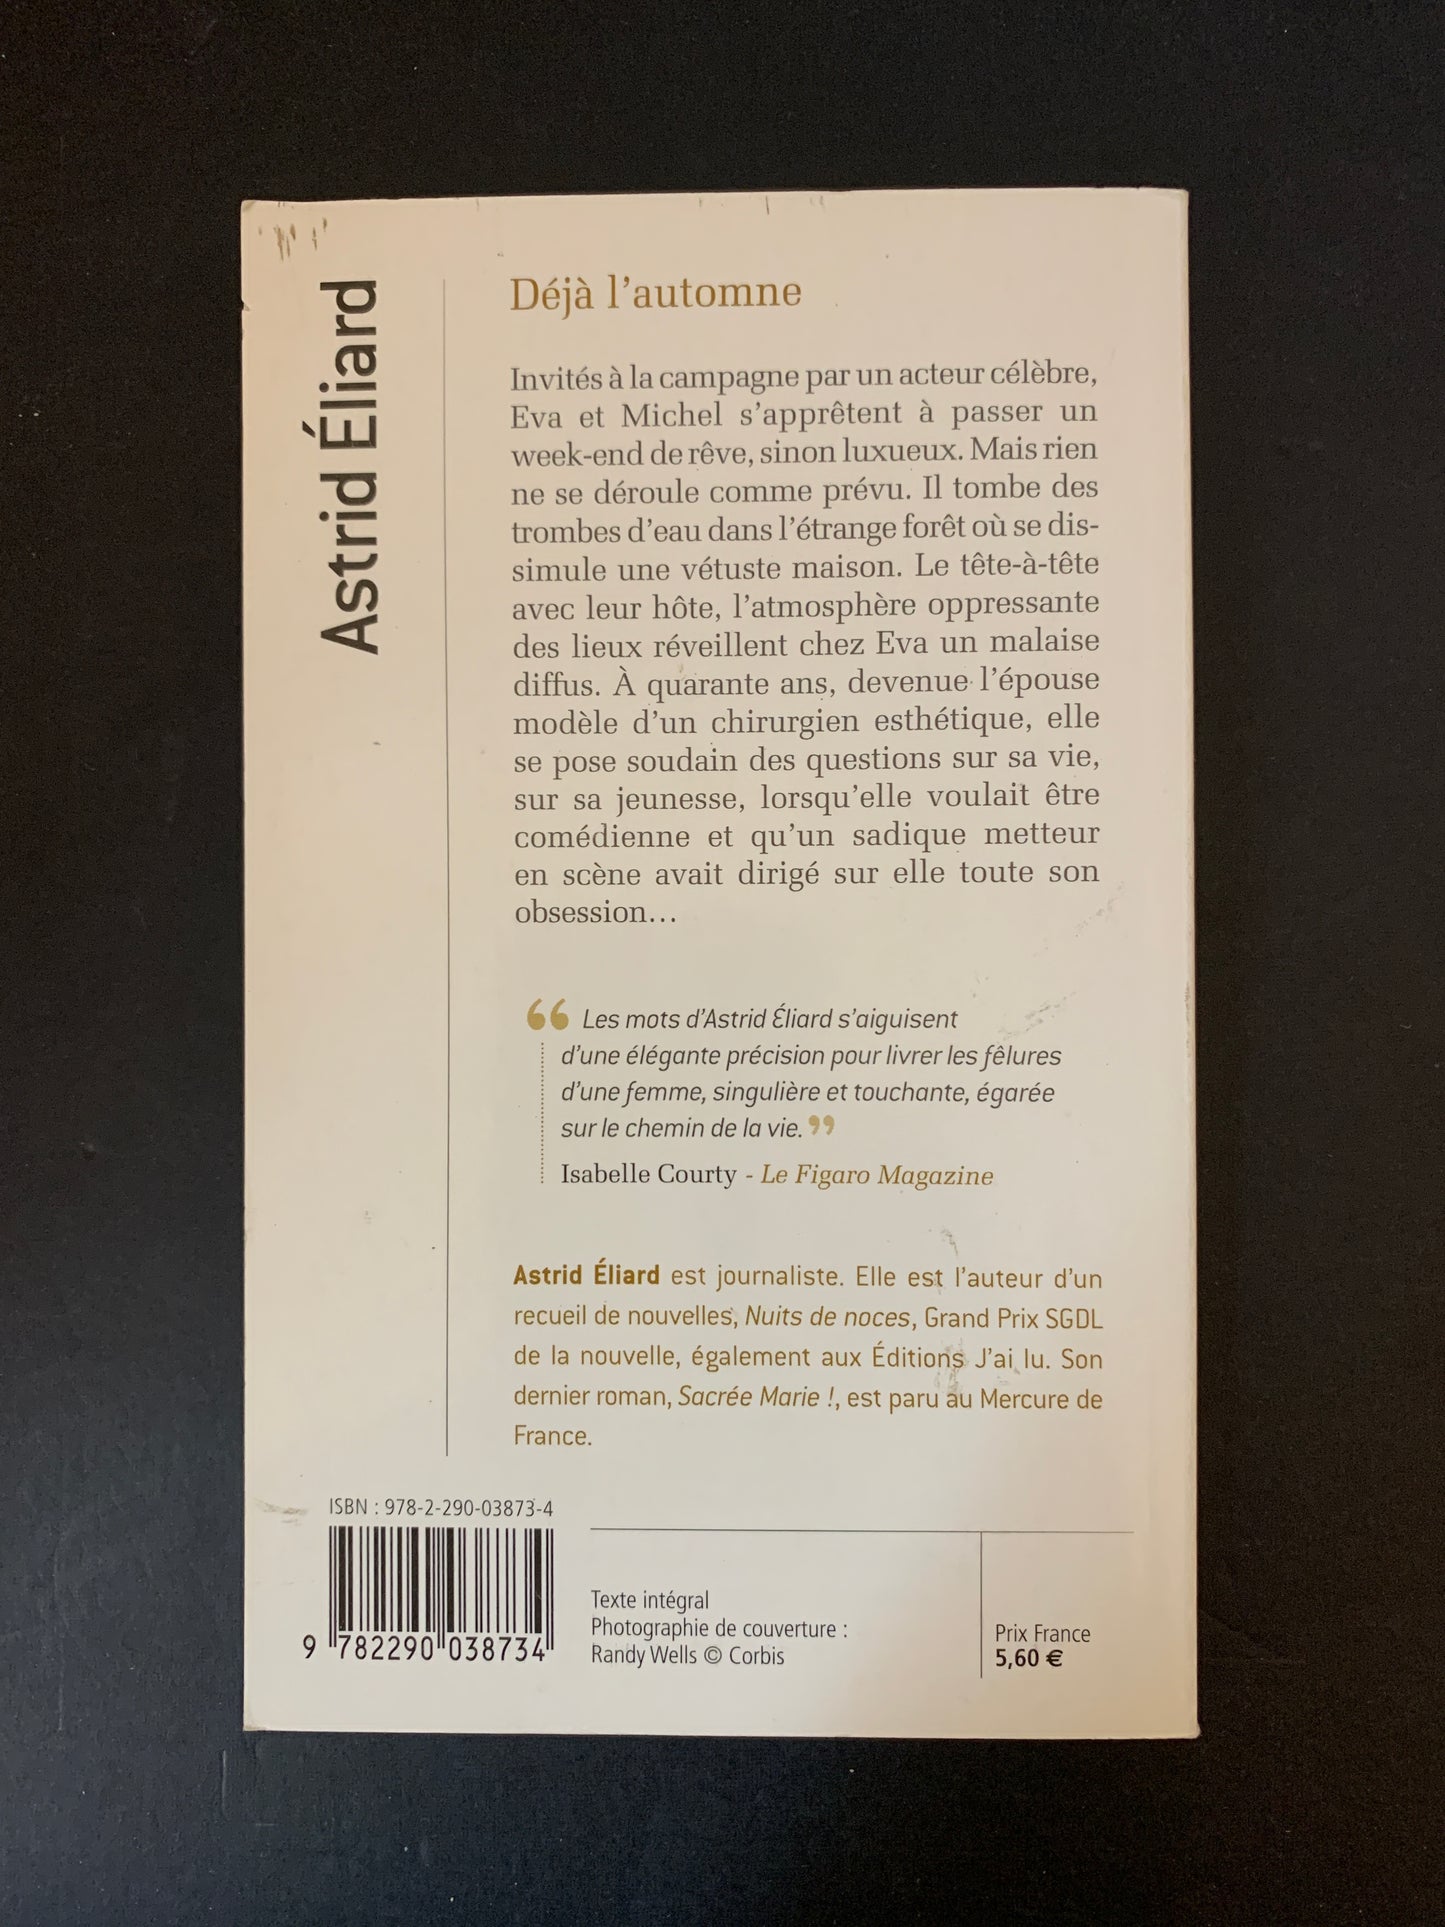 Astrid Éliard
Déjà l'automne
Invités à la campagne par un acteur célèbre,
Eva et Michel s'apprêtent à passer un
week-end de rêve, sinon luxueux. Mais rien
ne se déroule comme prévu. Il tombe des
trombes d'eau dans l'étrange forêt où se dis-
simule une vétuste maison. Le tête-à-tête
avec leur hôte, l'atmosphère oppressante
des lieux réveillent chez Eva un malaise
diffus. À quarante ans, devenue l'épouse
modèle d'un chirurgien esthétique, elle
se pose soudain des questions sur sa vie,
sur sa jeunesse, lorsqu'elle voulait être
comédienne et qu'un sadique metteur
en scène avait dirigé sur elle toute son
obsession…
“ Les mots d'Astrid Éliard s'aiguisent
d'une élégante précision pour livrer les fêlures
d'une femme, singulière et touchante, égarée
sur le chemin de la vie. ”
Isabelle Courty - Le Figaro Magazine
Astrid Éliard est journaliste. Elle est l'auteur d'un
recueil de nouvelles, Nuits de noces, Grand Prix SGDL
de la nouvelle, également aux Éditions J'ai lu. Son
dernier roman, Sacrée Marie !, est paru au Mercure de
France.
ISBN : 978-2-290-03873-4
9 782290 038734
Texte intégral
Photographie de couverture :
Randy Wells © Corbis
Prix France
5,60 €